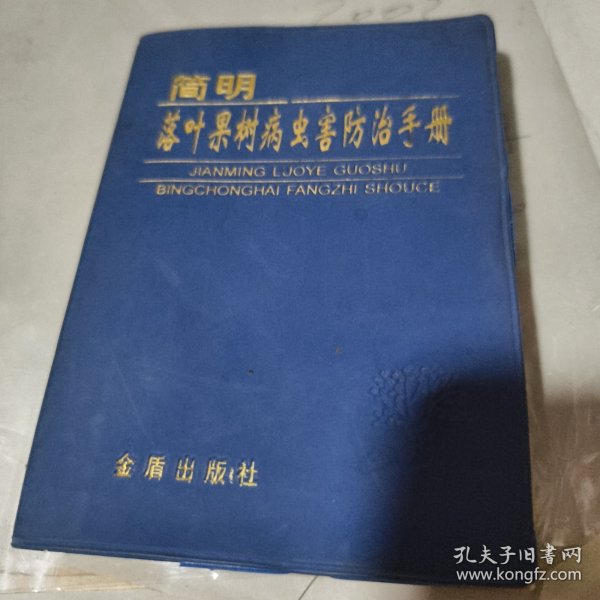 简明
落叶果树病虫害防治手册
JIANMING LJOYE GUOSHU
BINGCHONGHAI FANGZHI SHOUCE
金盾出版社
孔夫子旧书网
www.kongfz.com